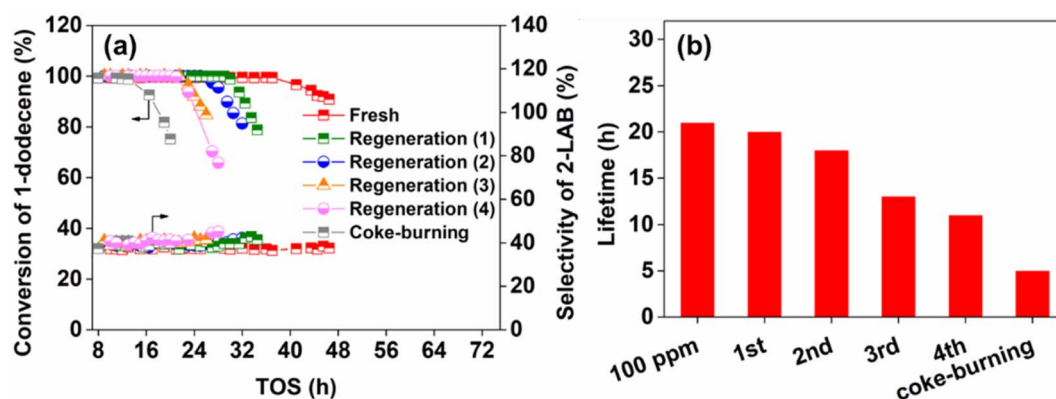 (a)
Conversion of 1-dodecene (%)
120
100
80
60
40
20
0
8
16
24
32
40
48
56
64
72
TOS (h)
140
120
100
80
60
40
20
0
Selectivity of 2-LAB (%)
Fresh
Regeneration (1)
Regeneration (2)
Regeneration (3)
Regeneration (4)
Coke-burning
(b)
Lifetime (h)
30
25
20
15
10
5
0
100 ppm
1st
2nd
3rd
4th
coke-burning